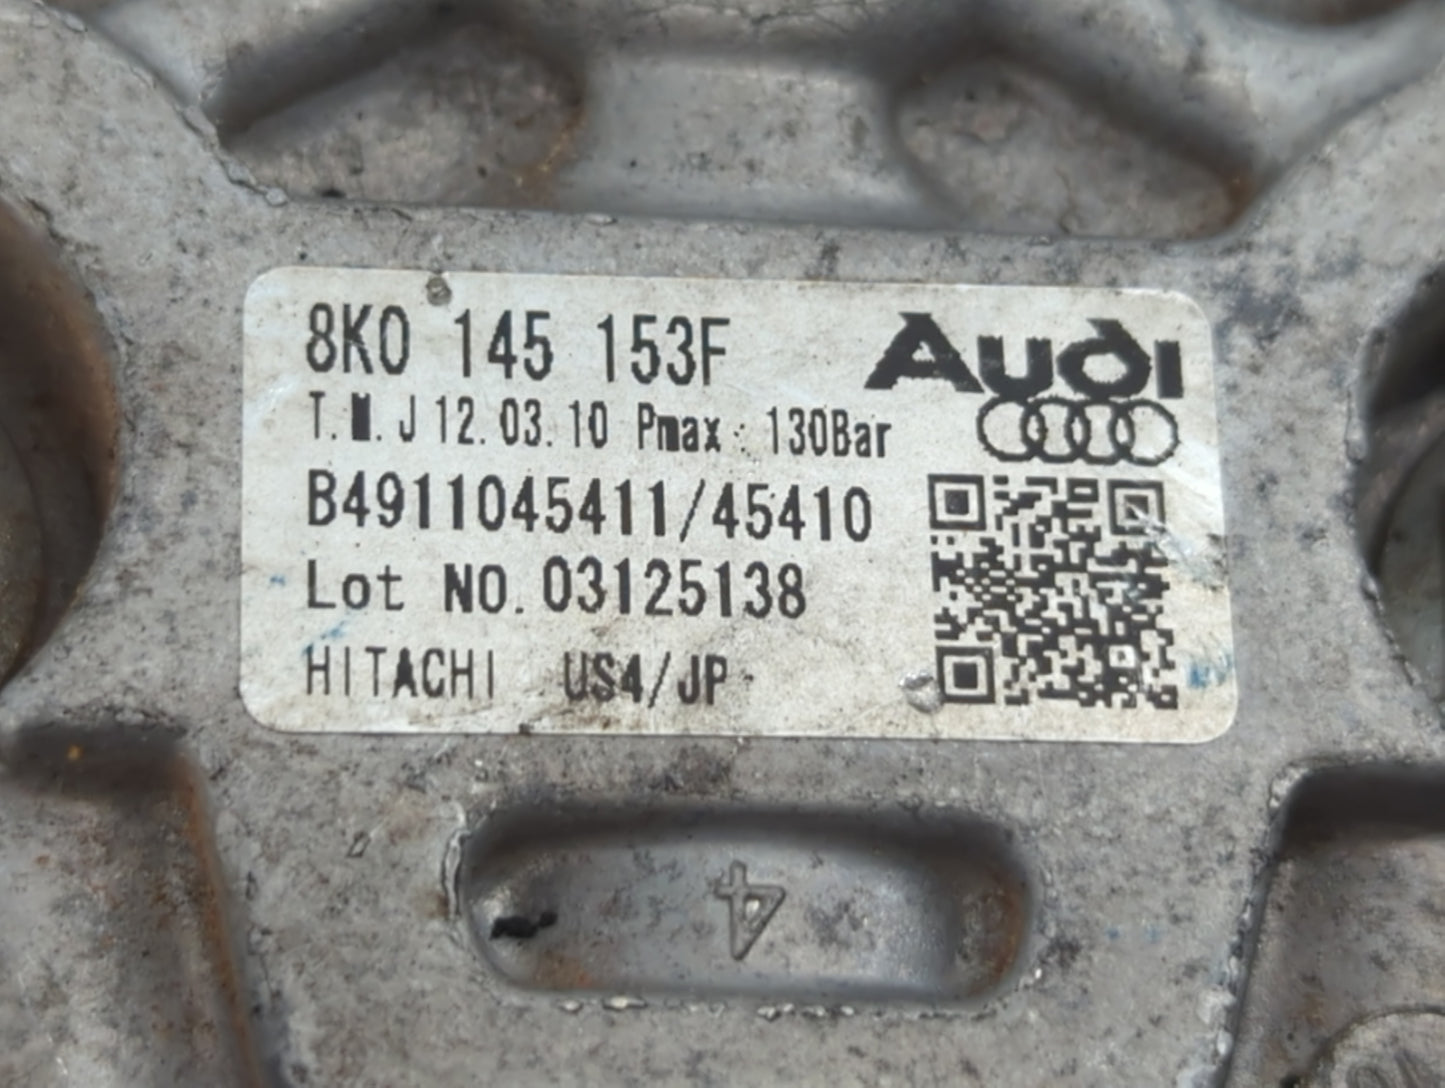 8K0 145 153F
Audi
T.M.J 12.03.10 Pmax: 130Bar
B4911045411/45410
Lot NO. 03125138
HITACHI US4/JP
4